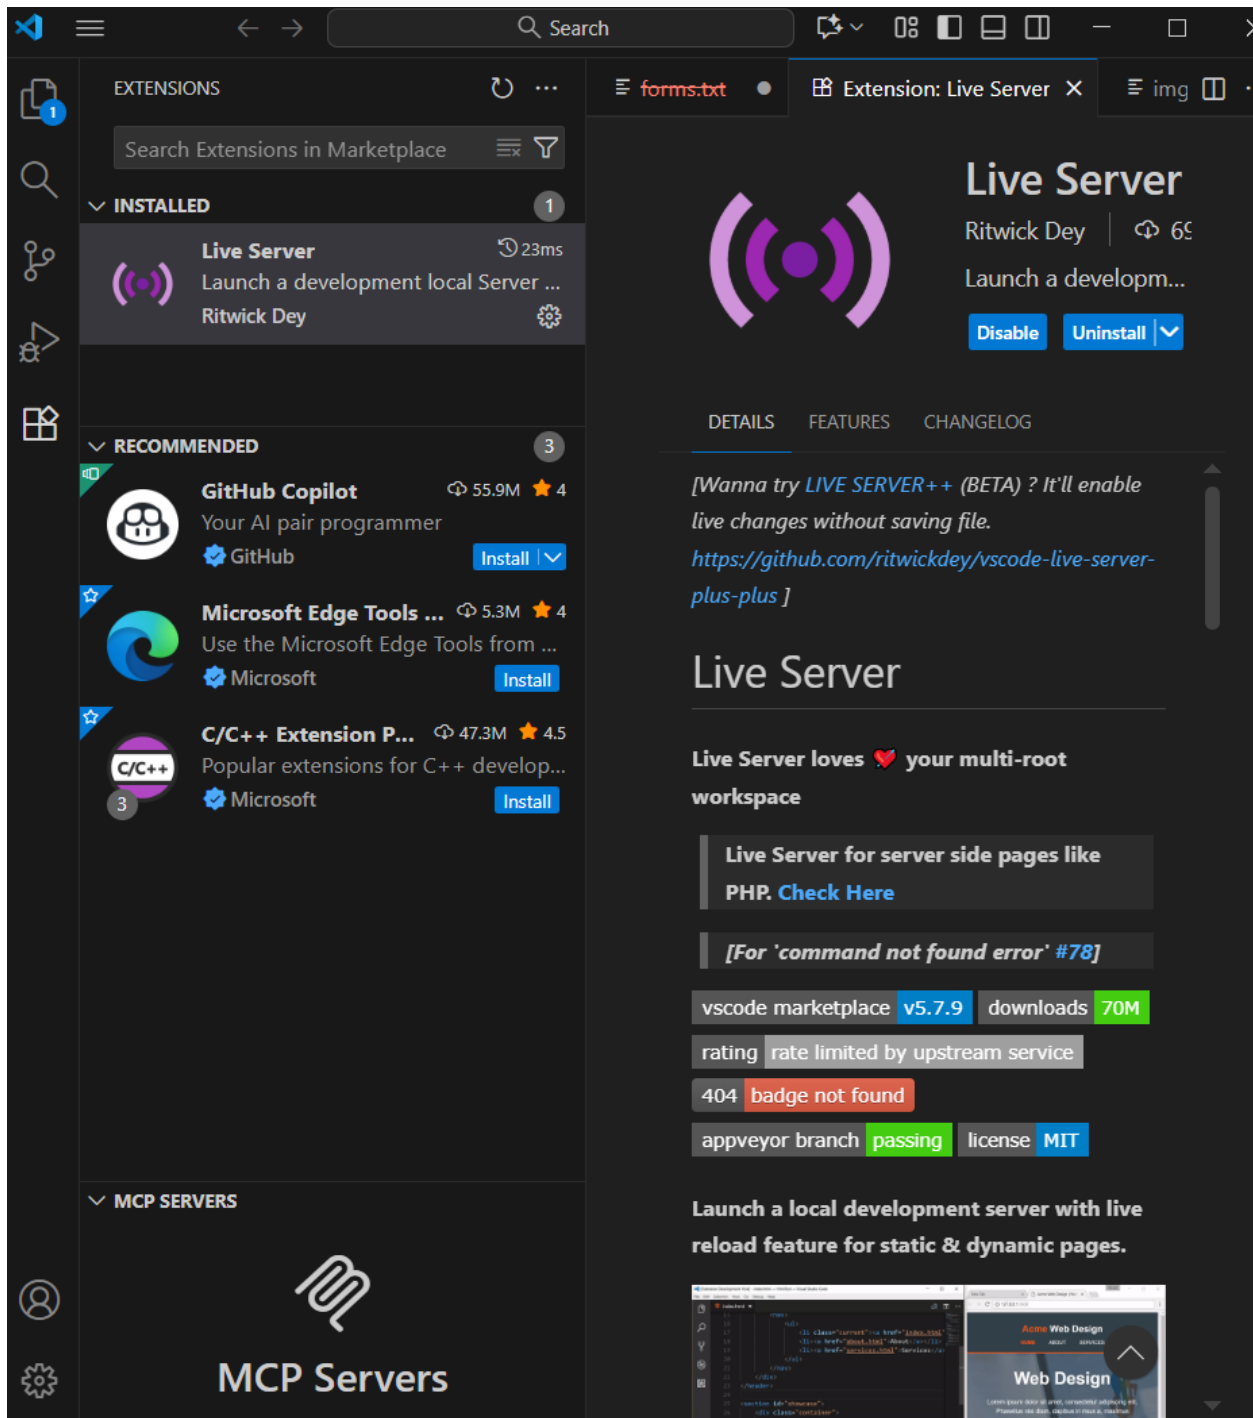 Search
EXTENSIONS
1
Search Extensions in Marketplace
INSTALLED
1
Live Server
23ms
Launch a development local Server ...
Ritwick Dey
RECOMMENDED
3
GitHub Copilot
55.9M
4
Your AI pair programmer
GitHub
Install
Microsoft Edge Tools ...
5.3M
4
Use the Microsoft Edge Tools from ...
Microsoft
Install
C/C++
3
C/C++ Extension P...
47.3M
4.5
Popular extensions for C++ develop...
Microsoft
Install
MCP SERVERS
MCP Servers
forms.txt
Extension: Live Server
img
Live Server
Ritwick Dey
Launch a developm...
Disable
Uninstall
DETAILS
FEATURES
CHANGELOG
[Wanna try LIVE SERVER++ (BETA) ? It'll enable
live changes without saving file.
https://github.com/ritwickdey/vscode-live-server-
plus-plus ]
Live Server
Live Server loves 💘 your multi-root
workspace
Live Server for server side pages like
PHP. Check Here
[For 'command not found error' #78]
vscode marketplace v5.7.9 downloads 70M
rating rate limited by upstream service
404 badge not found
appveyor branch passing license MIT
Launch a local development server with live
reload feature for static & dynamic pages.
Acme Web Design
Web Design